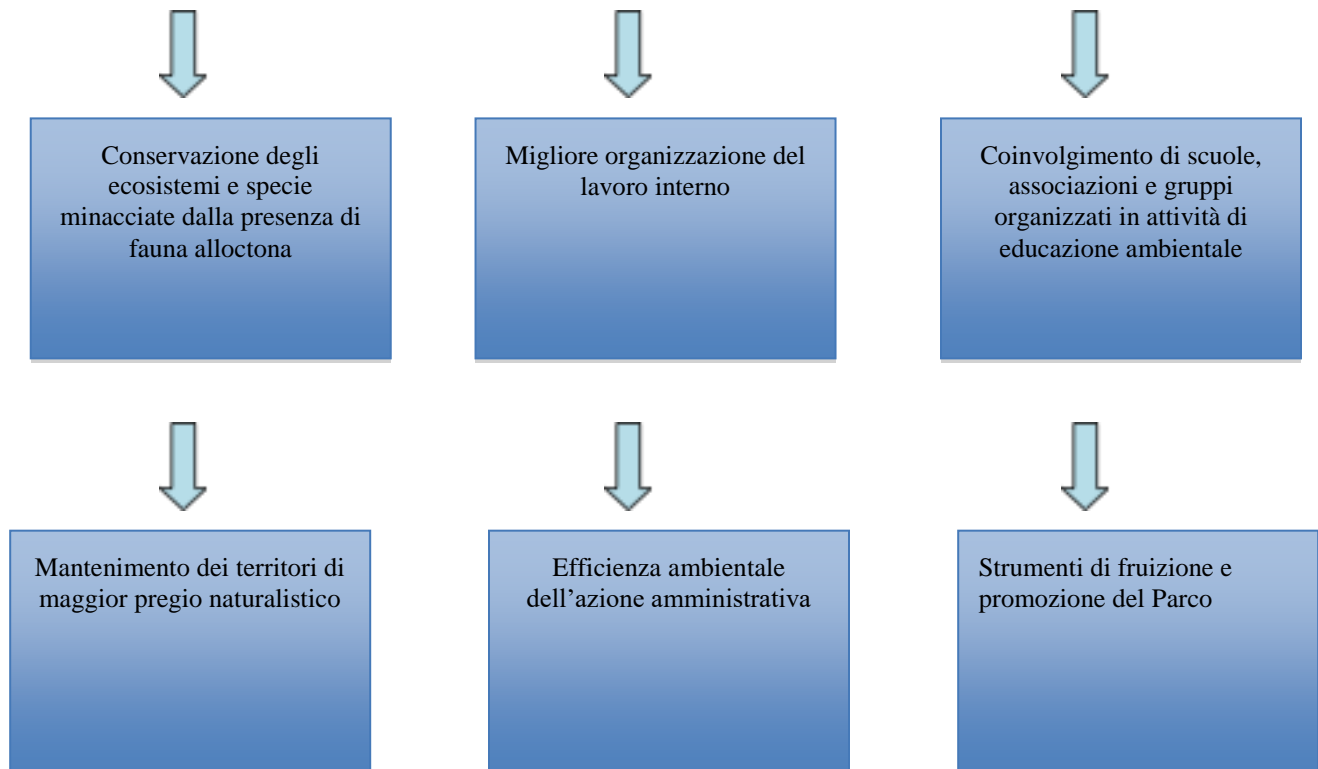 Conservazione degli
ecosistemi e specie
minacciate dalla presenza di
fauna alloctona
Migliore organizzazione del
lavoro interno
Coinvolgimento di scuole,
associazioni e gruppi
organizzati in attività di
educazione ambientale
Mantenimento dei territori di
maggior pregio naturalistico
Efficienza ambientale
dell’azione amministrativa
Strumenti di fruizione e
promozione del Parco